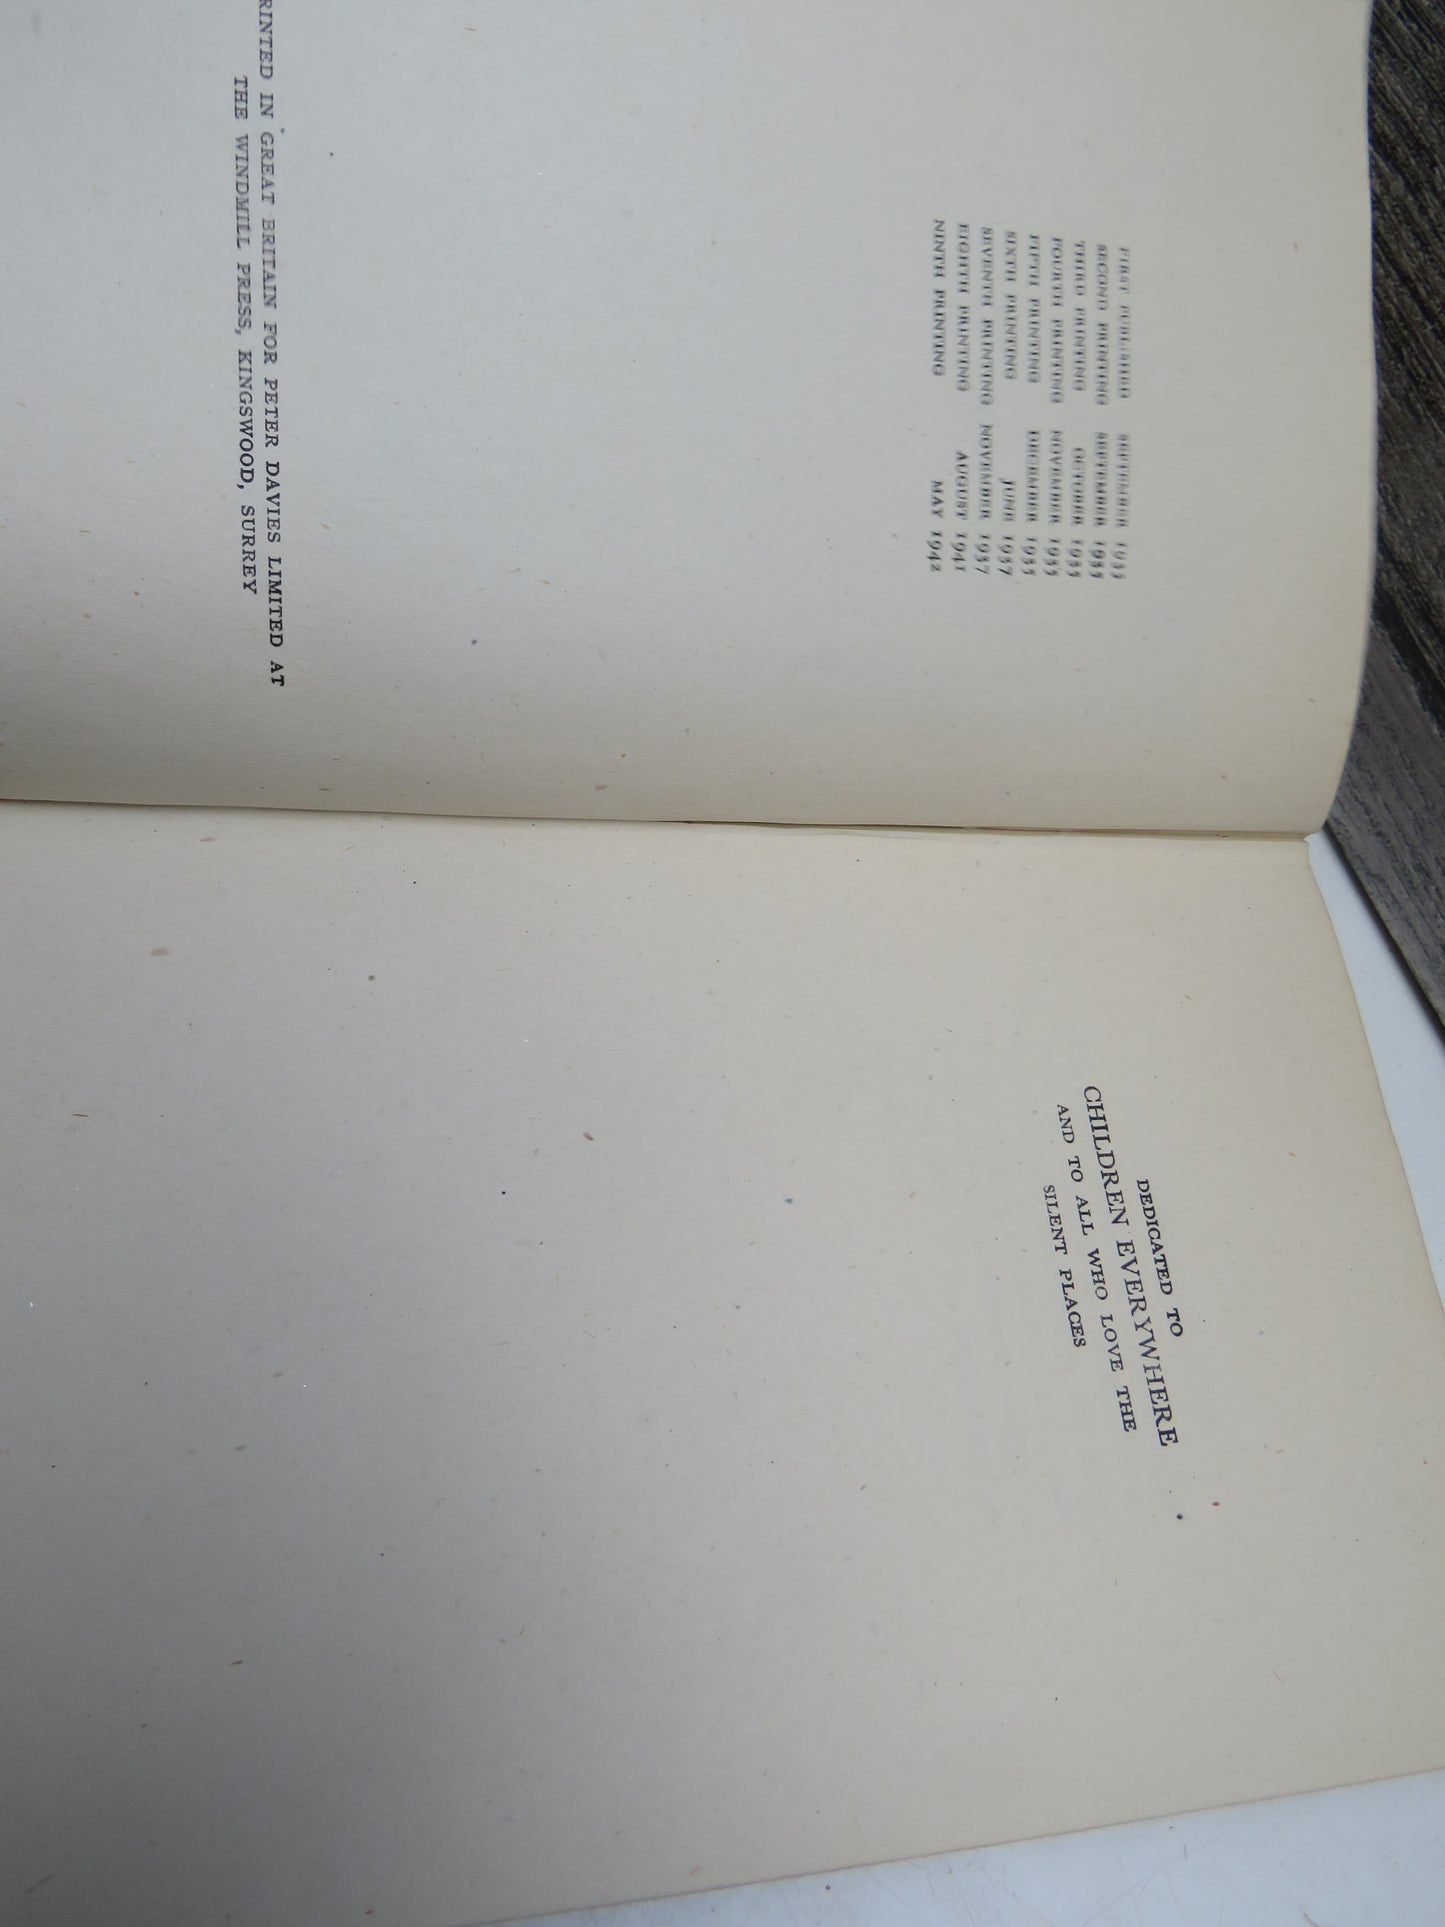 FIRST PUBLISHED SEPTEMBER 1935
SECOND PRINTING SEPTEMBER 1935
THIRD PRINTING OCTOBER 1935
FOURTH PRINTING NOVEMBER 1935
FIFTH PRINTING DECEMBER 1935
SIXTH PRINTING JUNE 1937
SEVENTH PRINTING NOVEMBER 1937
EIGHTH PRINTING AUGUST 1941
NINTH PRINTING MAY 1942
RINTED IN GREAT BRITAIN FOR PETER DAVIES LIMITED AT
THE WINDMILL PRESS, KINGSWOOD, SURREY
DEDICATED TO
CHILDREN EVERYWHERE
AND TO ALL WHO LOVE THE
SILENT PLACES